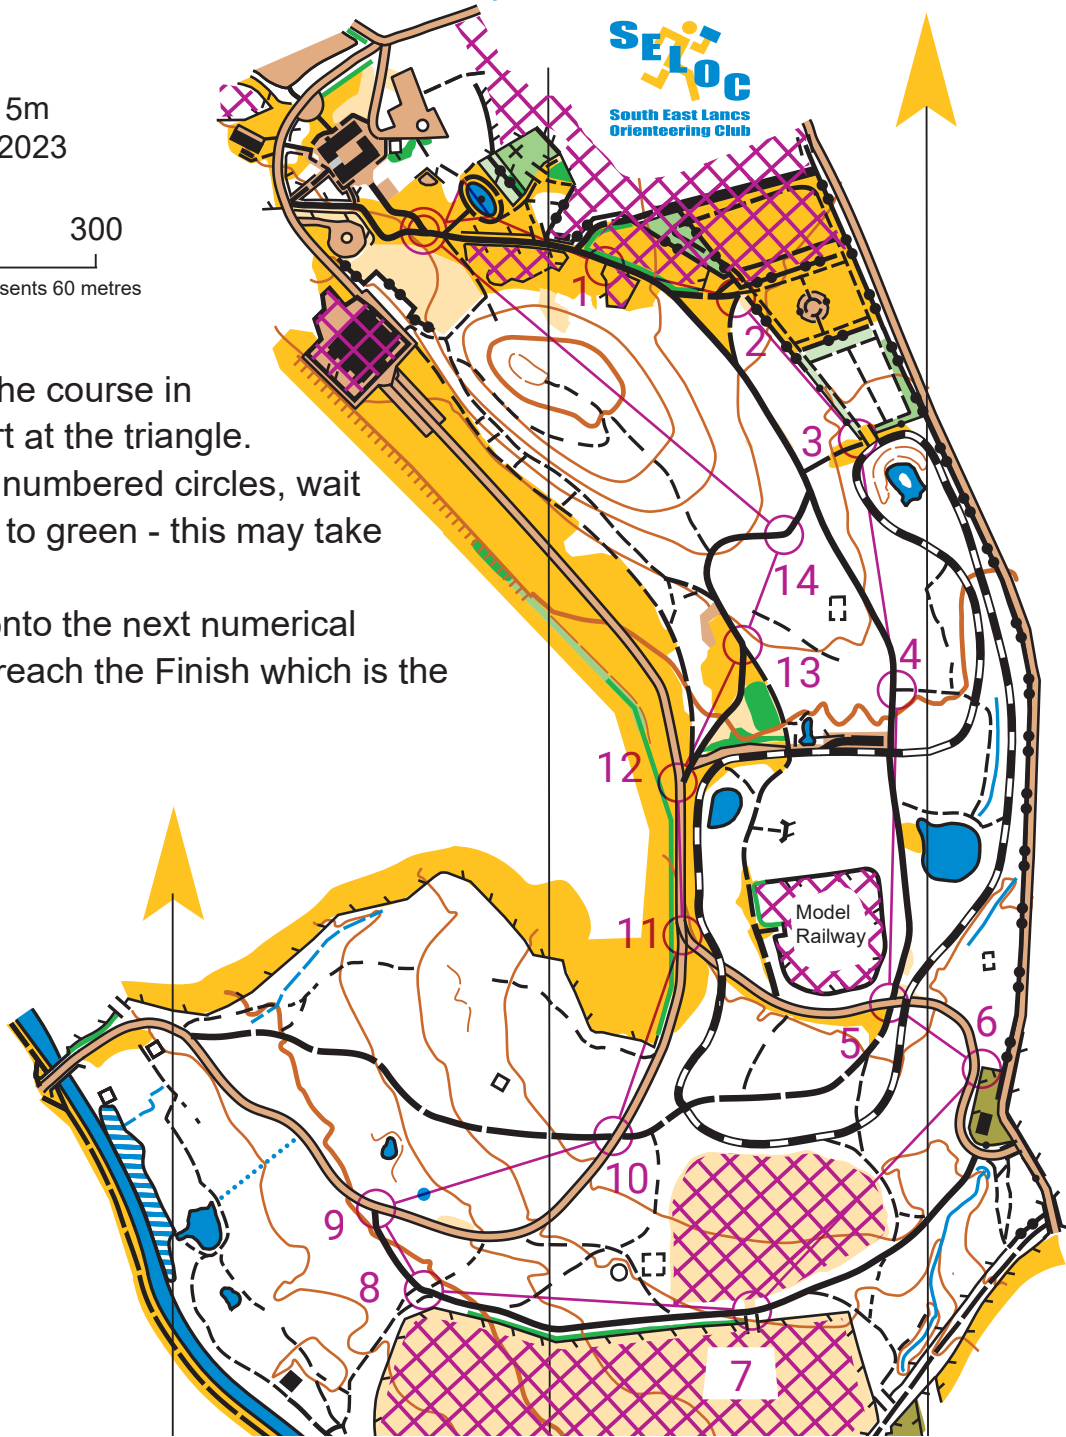 SELOC
South East Lancs
Orienteering Club
5m
2023
300
sents 60 metres
he course in
rt at the triangle.
numbered circles, wait
to green - this may take
onto the next numerical
reach the Finish which is the
1
2
3
14
13
4
12
11
Model
Railway
5
6
10
9
8
7